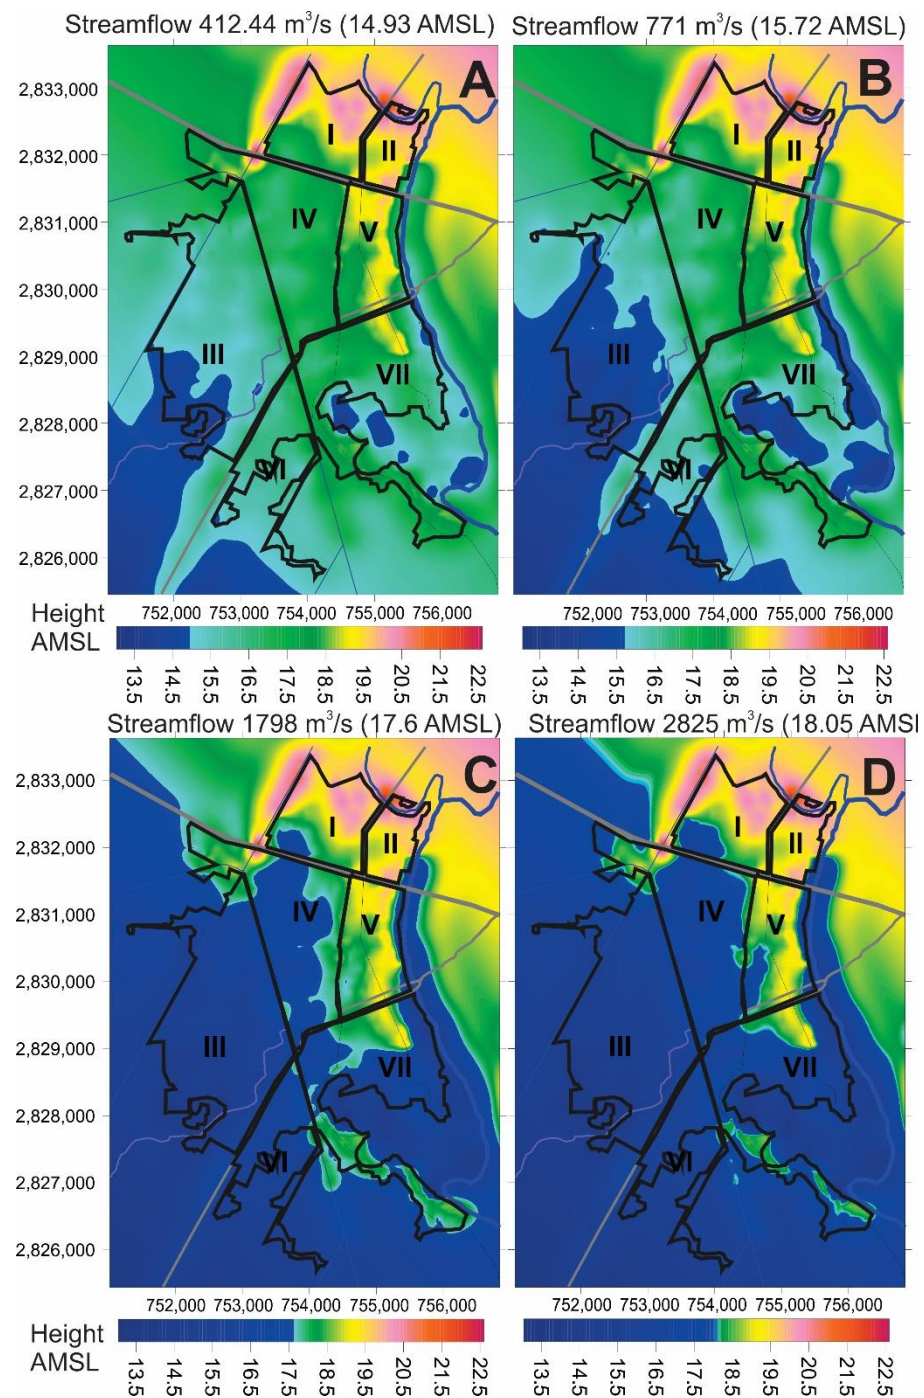 Streamflow 412.44 m³/s (14.93 AMSL) Streamflow 771 m³/s (15.72 AMSL)
A B
2,833,000
2,832,000
2,831,000
2,830,000
2,829,000
2,828,000
2,827,000
2,826,000
I II III IV V VI VII
I II III IV V VI VII
Height
AMSL
752,000 753,000 754,000 755,000 756,000
752,000 753,000 754,000 755,000 756,000
13.5 14.5 15.5 16.5 17.5 18.5 19.5 20.5 21.5 22.5
13.5 14.5 15.5 16.5 17.5 18.5 19.5 20.5 21.5 22.5
Streamflow 1798 m³/s (17.6 AMSL) Streamflow 2825 m³/s (18.05 AMSL
C D
2,833,000
2,832,000
2,831,000
2,830,000
2,829,000
2,828,000
2,827,000
2,826,000
I II III IV V VI VII
I II III IV V VI VII
752,000 753,000 754,000 755,000 756,000
752,000 753,000 754,000 755,000 756,000
Height
AMSL
13.5 14.5 15.5 16.5 17.5 18.5 19.5 20.5 21.5 22.5
13.5 14.5 15.5 16.5 17.5 18.5 19.5 20.5 21.5 22.5